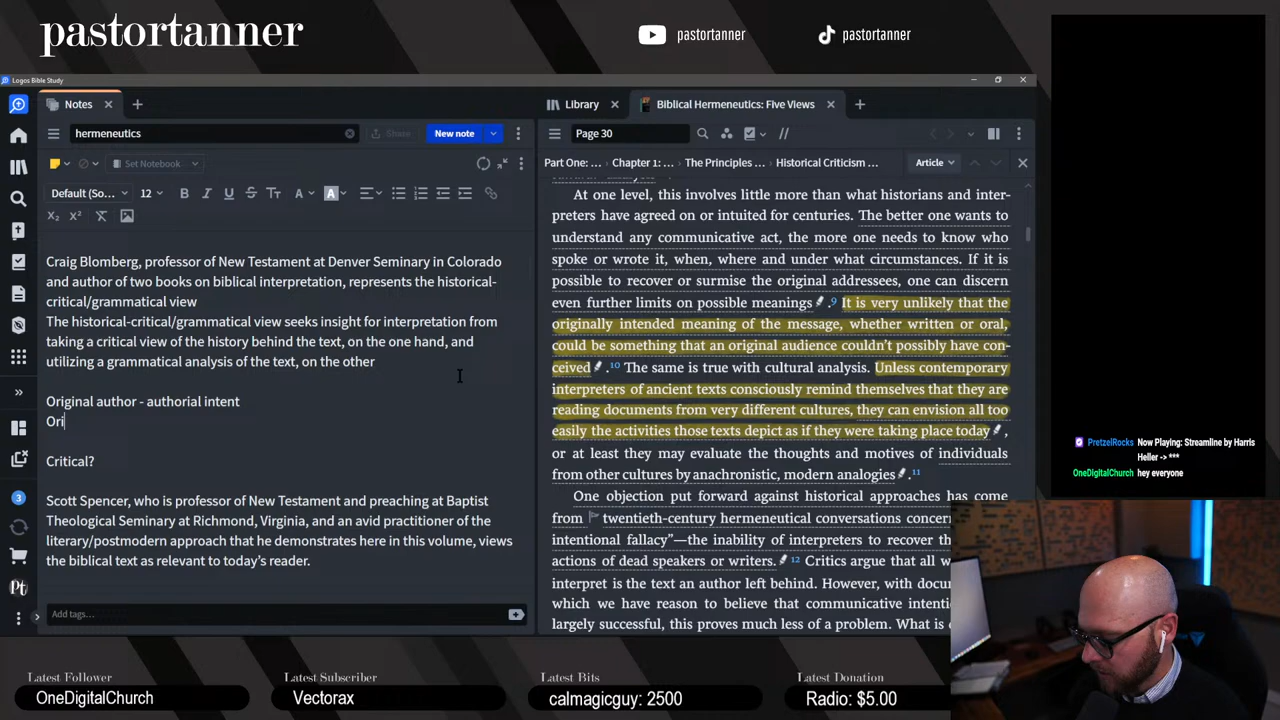 pastortanner
pastortanner
pastortanner
Logos Bible Study
Notes
Library
Biblical Hermeneutics: Five Views
hermeneutics
Share
New note
Page 30
Set Notebook
Part One: ...
Chapter 1: ...
The Principles ...
Historical Criticism ...
Article
Default (So...
12
Craig Blomberg, professor of New Testament at Denver Seminary in Colorado
and author of two books on biblical interpretation, represents the historical-
critical/grammatical view
The historical-critical/grammatical view seeks insight for interpretation from
taking a critical view of the history behind the text, on the one hand, and
utilizing a grammatical analysis of the text, on the other
Original author - authorial intent
Ori
Critical?
Scott Spencer, who is professor of New Testament and preaching at Baptist
Theological Seminary at Richmond, Virginia, and an avid practitioner of the
literary/postmodern approach that he demonstrates here in this volume, views
the biblical text as relevant to today's reader.
Add tags...
3
At one level, this involves little more than what historians and inter-
preters have agreed on or intuited for centuries. The better one wants to
understand any communicative act, the more one needs to know who
spoke or wrote it, when, where and under what circumstances. If it is
possible to recover or surmise the original addressees, one can discern
even further limits on possible meanings.9 It is very unlikely that the
originally intended meaning of the message, whether written or oral,
could be something that an original audience couldn't possibly have con-
ceived.10 The same is true with cultural analysis. Unless contemporary
interpreters of ancient texts consciously remind themselves that they are
reading documents from very different cultures, they can envision all too
easily the activities those texts depict as if they were taking place today,
or at least they may evaluate the thoughts and motives of individuals
from other cultures by anachronistic, modern analogies.11
One objection put forward against historical approaches has come
from twentieth-century hermeneutical conversations concer
intentional fallacy"—the inability of interpreters to recover th
actions of dead speakers or writers.12 Critics argue that all w
interpret is the text an author left behind. However, with docu
which we have reason to believe that communicative intenti
largely successful, this proves much less of a problem. What is
PretzelRocks Now Playing: Streamline by Harris
Heller -> ***
OneDigitalChurch hey everyone
Latest Follower
OneDigitalChurch
Latest Subscriber
Vectorax
Latest Bits
calmagicguy: 2500
Latest Donation
Radio: $5.00